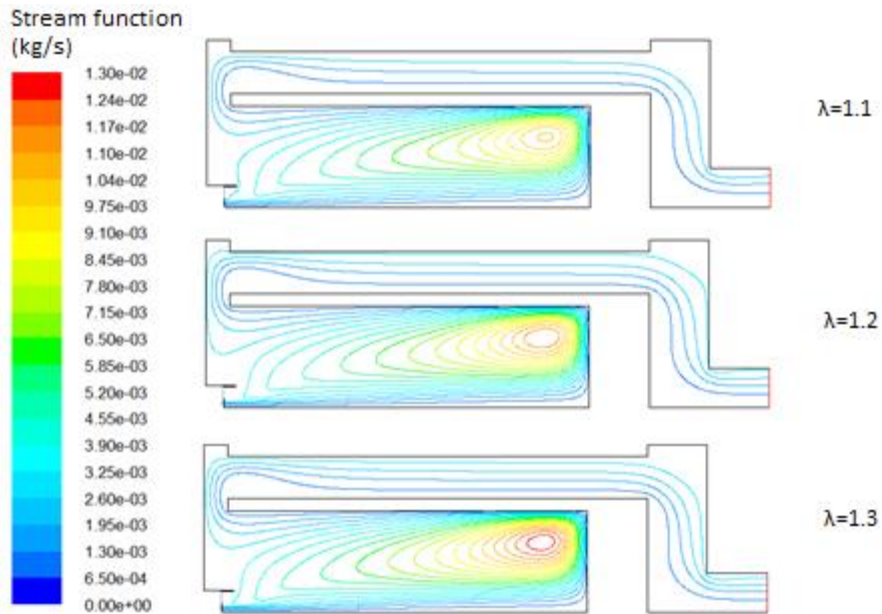 Stream function
(kg/s)
1.30e-02
1.24e-02
1.17e-02
1.10e-02
1.04e-02
9.75e-03
9.10e-03
8.45e-03
7.80e-03
7.15e-03
6.50e-03
5.85e-03
5.20e-03
4.55e-03
3.90e-03
3.25e-03
2.60e-03
1.95e-03
1.30e-03
6.50e-04
0.00e+00
λ=1.1
λ=1.2
λ=1.3